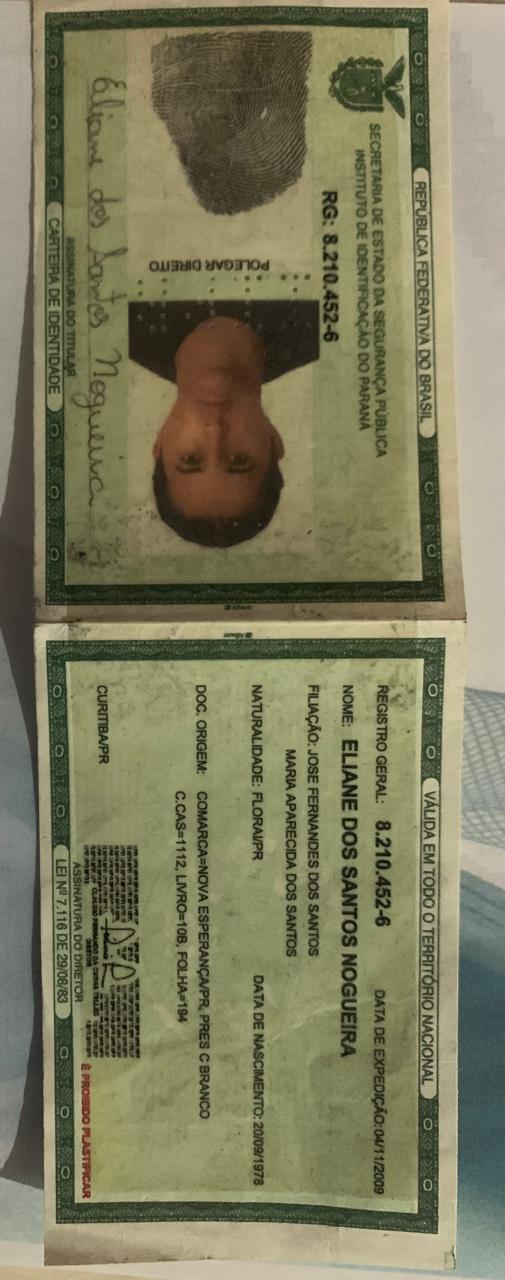 REPÚBLICA FEDERATIVA DO BRASIL
SECRETARIA DE ESTADO DA SEGURANÇA PÚBLICA
INSTITUTO DE IDENTIFICAÇÃO DO PARANÁ
RG: 8.210.452-6
POLEGAR DIREITO
Eliane dos Santos Nogueira
ASSINATURA DO TITULAR
CARTEIRA DE IDENTIDADE
VÁLIDA EM TODO O TERRITÓRIO NACIONAL
REGISTRO GERAL: 8.210.452-6 DATA DE EXPEDIÇÃO: 04/11/2009
NOME: ELIANE DOS SANTOS NOGUEIRA
FILIAÇÃO: JOSE FERNANDES DOS SANTOS
MARIA APARECIDA DOS SANTOS
NATURALIDADE: FLORAI/PR DATA DE NASCIMENTO: 20/09/1978
DOC. ORIGEM: COMARCA=NOVA ESPERANÇA/PR, PRES C BRANCO
C.CAS=1112, LIVRO=10B, FOLHA=194
CURITIBA/PR
ASSINATURA DO DIRETOR
LEI Nº 7.116 DE 29/08/83
É PROIBIDO PLASTIFICAR